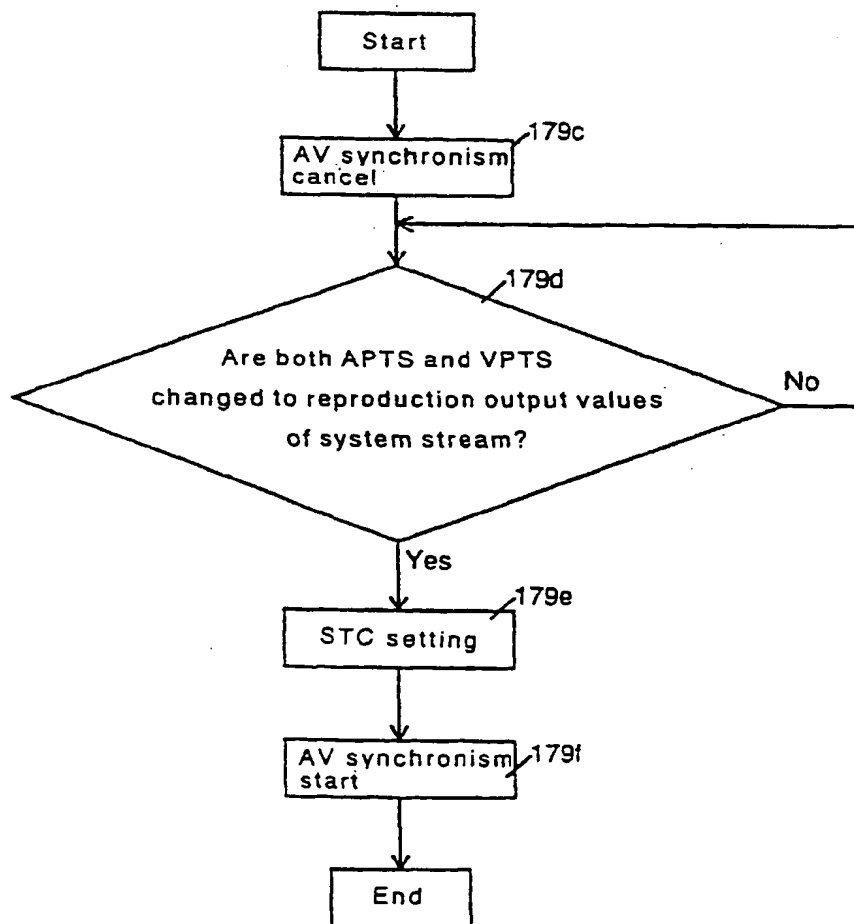 Start
179c
AV synchronism
cancel
179d
Are both APTS and VPTS
changed to reproduction output values
of system stream?
No
Yes
179e
STC setting
AV synchronism
start
179f
End